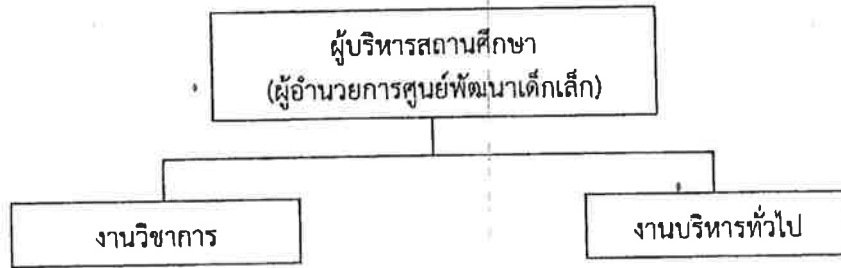 ผู้บริหารสถานศึกษา
(ผู้อำนวยการศูนย์พัฒนาเด็กเล็ก)
งานวิชาการ
งานบริหารทั่วไป